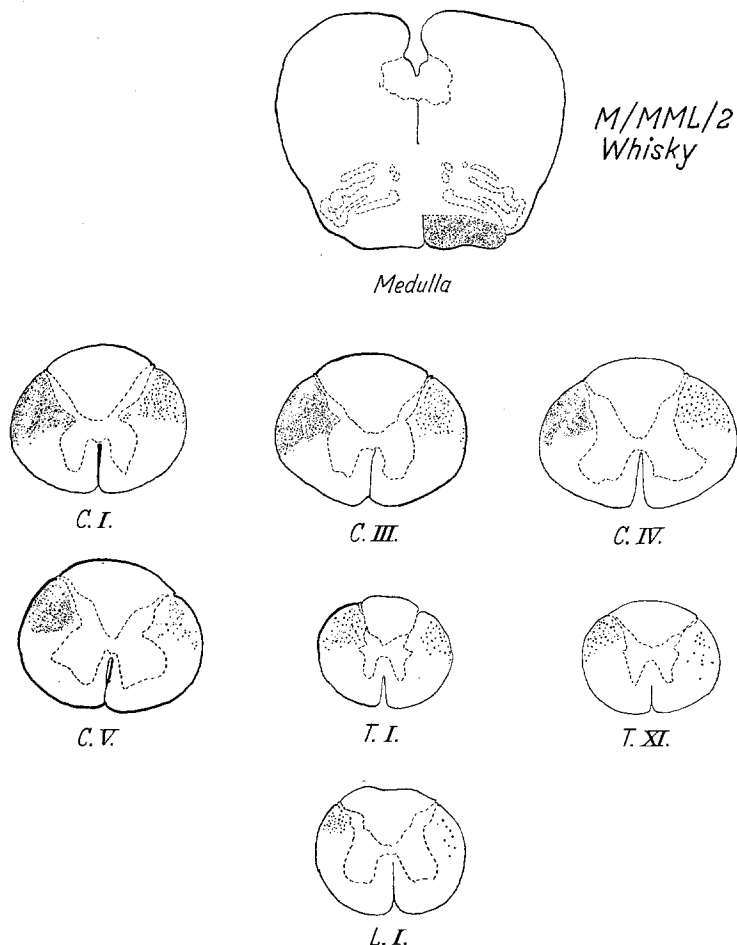 M/MML/2
Whisky
Medulla
C. I.
C. III.
C. IV.
C. V.
T. I.
T. XI.
L. I.